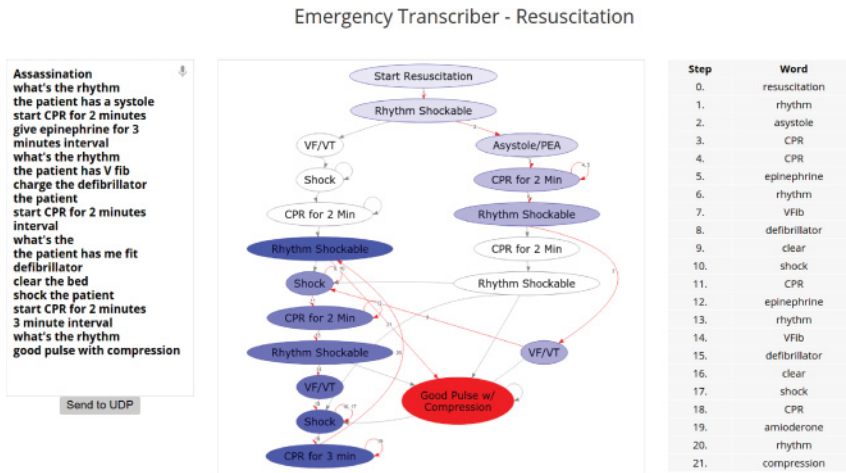 Emergency Transcriber - Resuscitation
Assassination
what's the rhythm
the patient has a systole
start CPR for 2 minutes
give epinephrine for 3
minutes interval
what's the rhythm
the patient has V fib
charge the defibrillator
the patient
start CPR for 2 minutes
interval
what's the
the patient has me fit
defibrillator
clear the bed
shock the patient
start CPR for 2 minutes
3 minute interval
what's the rhythm
good pulse with compression
Send to UDP
Start Resuscitation
Rhythm Shockable
VF/VT
Asystole/PEA
Shock
CPR for 2 Min
CPR for 2 Min
Rhythm Shockable
Rhythm Shockable
CPR for 2 Min
Shock
Rhythm Shockable
CPR for 2 Min
Rhythm Shockable
VF/VT
VF/VT
Good Pulse w/
Compression
Shock
CPR for 3 min
Step Word
0. resuscitation
1. rhythm
2. asystole
3. CPR
4. CPR
5. epinephrine
6. rhythm
7. VFib
8. defibrillator
9. clear
10. shock
11. CPR
12. epinephrine
13. rhythm
14. VFib
15. defibrillator
16. clear
17. shock
18. CPR
19. amioderone
20. rhythm
21. compression